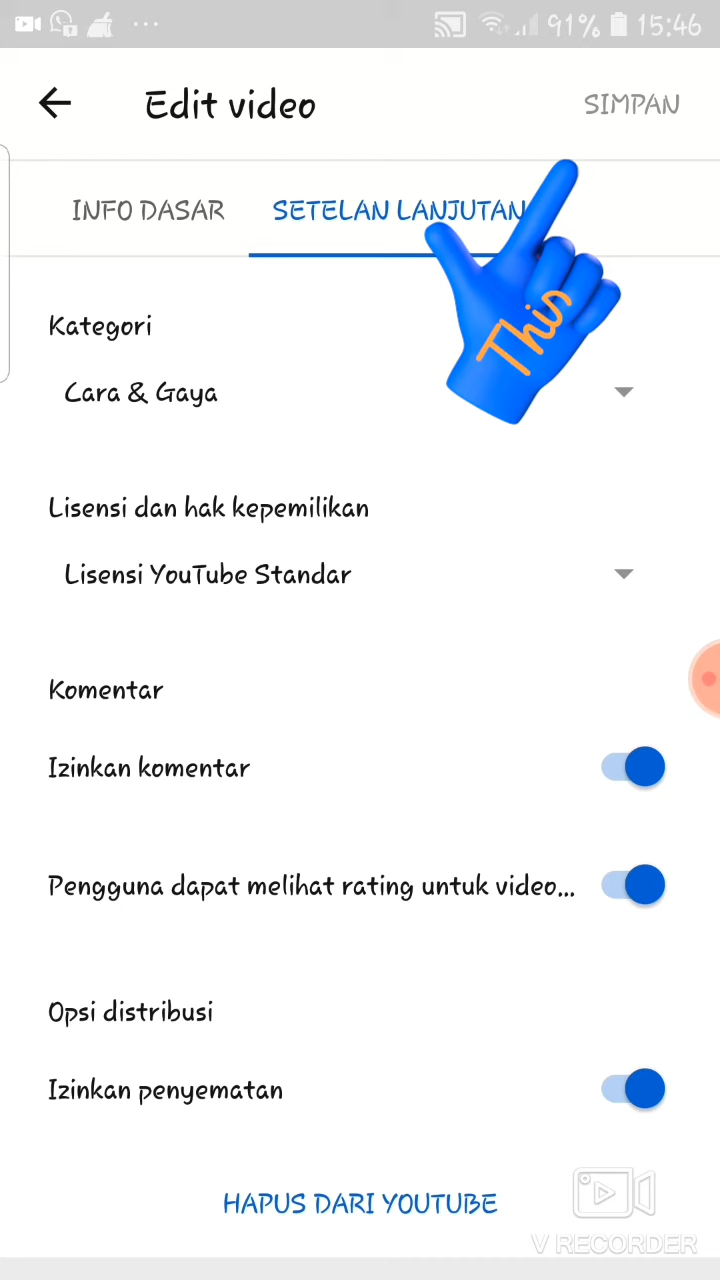 91% 15:46
Edit video
SIMPAN
INFO DASAR
SETELAN LANJUTAN
This
Kategori
Cara & Gaya
Lisensi dan hak kepemilikan
Lisensi YouTube Standar
Komentar
Izinkan komentar
Pengguna dapat melihat rating untuk video...
Opsi distribusi
Izinkan penyematan
HAPUS DARI YOUTUBE
V RECORDER